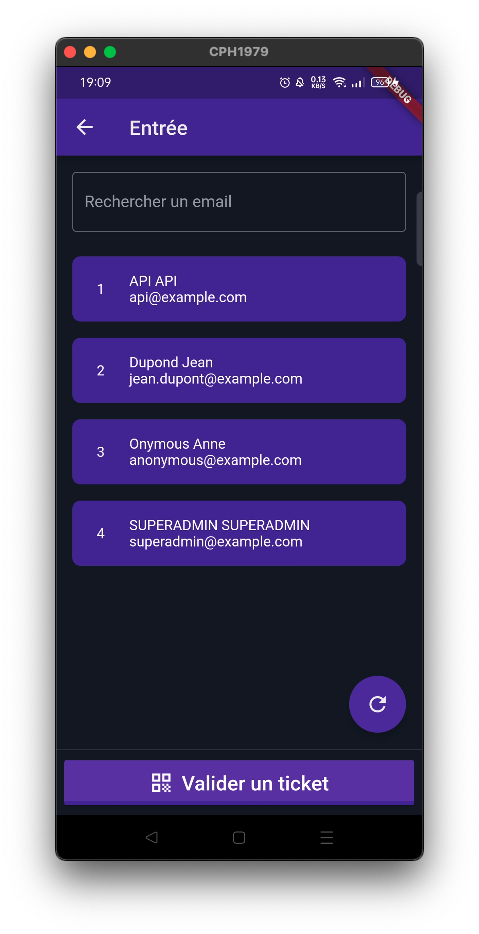 CPH1979
19:09
0.13
KB/S
96
DEBUG
Entrée
Rechercher un email
1
API API
api@example.com
2
Dupond Jean
jean.dupont@example.com
3
Onymous Anne
anonymous@example.com
4
SUPERADMIN SUPERADMIN
superadmin@example.com
Valider un ticket